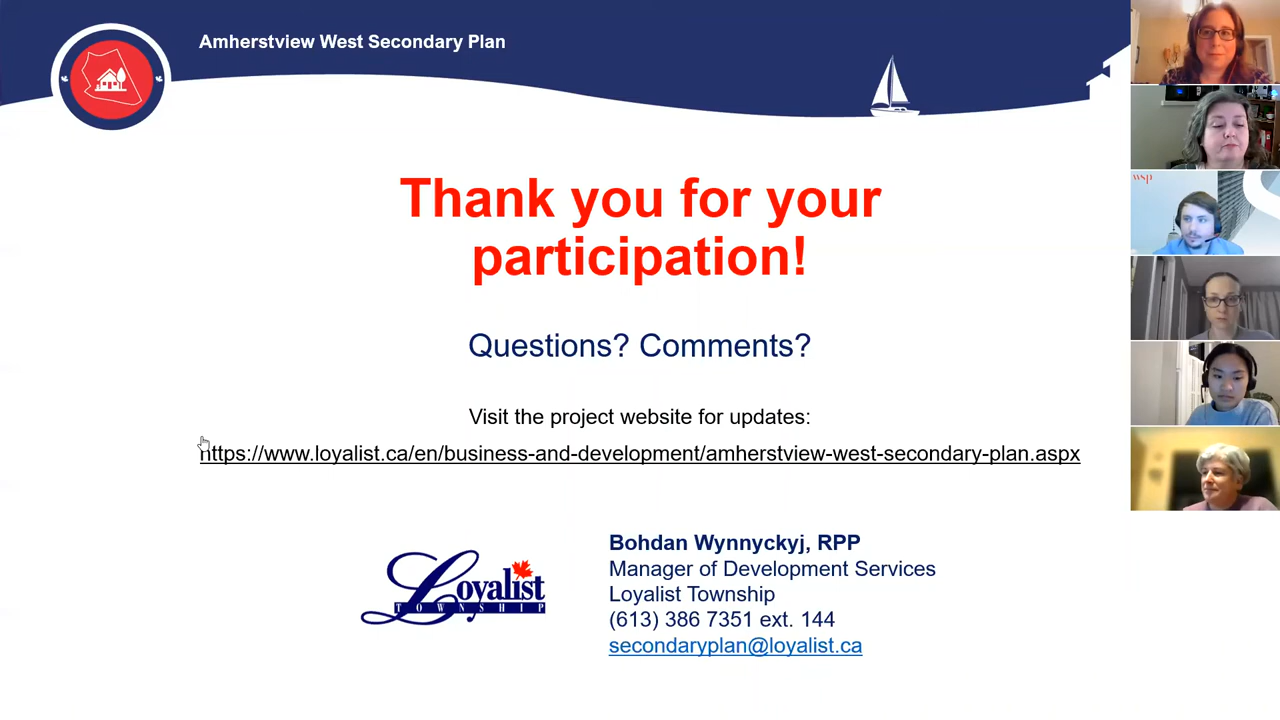 Amherstview West Secondary Plan
wsp
Thank you for your
participation!
Questions? Comments?
Visit the project website for updates:
https://www.loyalist.ca/en/business-and-development/amherstview-west-secondary-plan.aspx
Loyalist
TOWNSHIP
Bohdan Wynnyckyj, RPP
Manager of Development Services
Loyalist Township
(613) 386 7351 ext. 144
secondaryplan@loyalist.ca